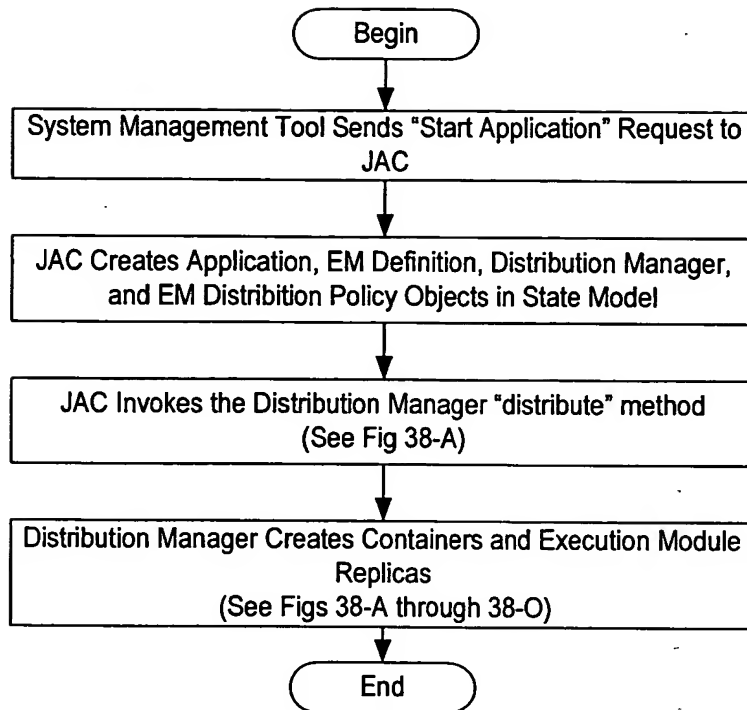 Begin
System Management Tool Sends "Start Application" Request to
JAC
JAC Creates Application, EM Definition, Distribution Manager,
and EM Distribition Policy Objects in State Model
JAC Invokes the Distribution Manager "distribute" method
(See Fig 38-A)
Distribution Manager Creates Containers and Execution Module
Replicas
(See Figs 38-A through 38-O)
End